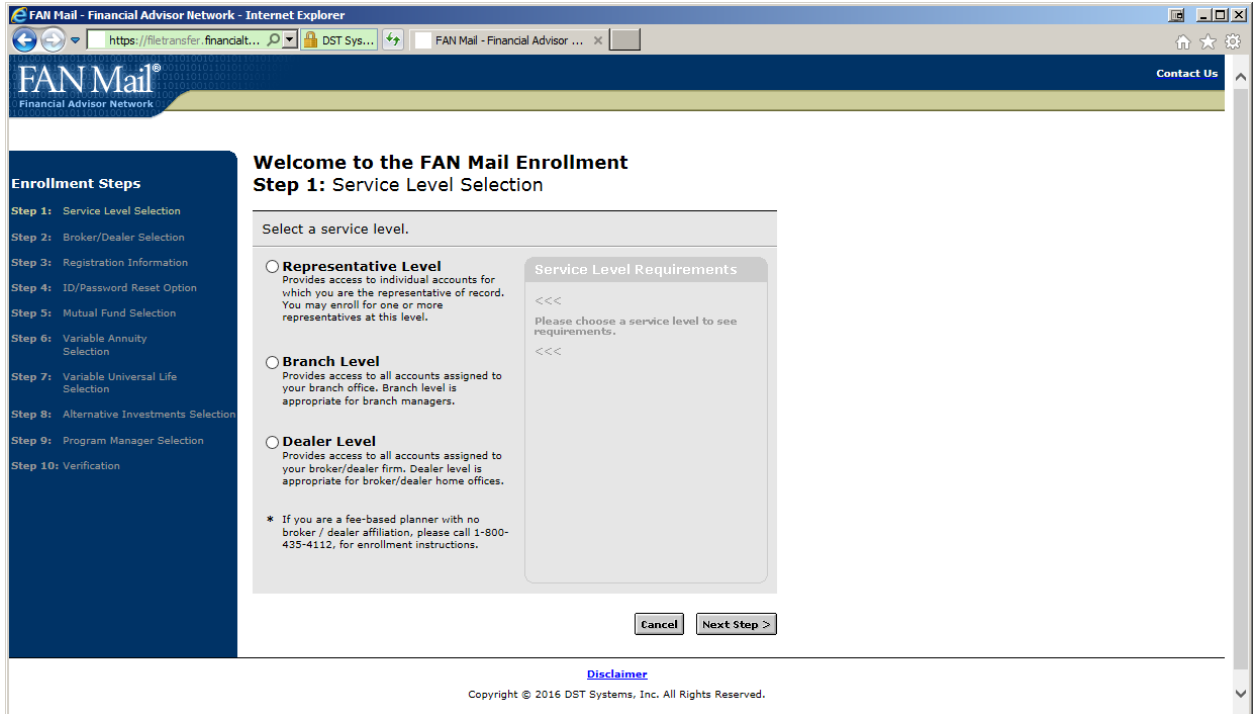 FAN Mail - Financial Advisor Network - Internet Explorer
https://filetransfer.financialt...
DST Sys...
FAN Mail - Financial Advisor ...
FAN Mail®
Financial Advisor Network
Contact Us
Enrollment Steps
Step 1: Service Level Selection
Step 2: Broker/Dealer Selection
Step 3: Registration Information
Step 4: ID/Password Reset Option
Step 5: Mutual Fund Selection
Step 6: Variable Annuity
Selection
Step 7: Variable Universal Life
Selection
Step 8: Alternative Investments Selection
Step 9: Program Manager Selection
Step 10: Verification
Welcome to the FAN Mail Enrollment
Step 1: Service Level Selection
Select a service level.
Representative Level
Provides access to individual accounts for
which you are the representative of record.
You may enroll for one or more
representatives at this level.
Branch Level
Provides access to all accounts assigned to
your branch office. Branch level is
appropriate for branch managers.
Dealer Level
Provides access to all accounts assigned to
your broker/dealer firm. Dealer level is
appropriate for broker/dealer home offices.
* If you are a fee-based planner with no
broker / dealer affiliation, please call 1-800-
435-4112, for enrollment instructions.
Service Level Requirements
<<<
Please choose a service level to see
requirements.
<<<
Cancel
Next Step >
Disclaimer
Copyright © 2016 DST Systems, Inc. All Rights Reserved.